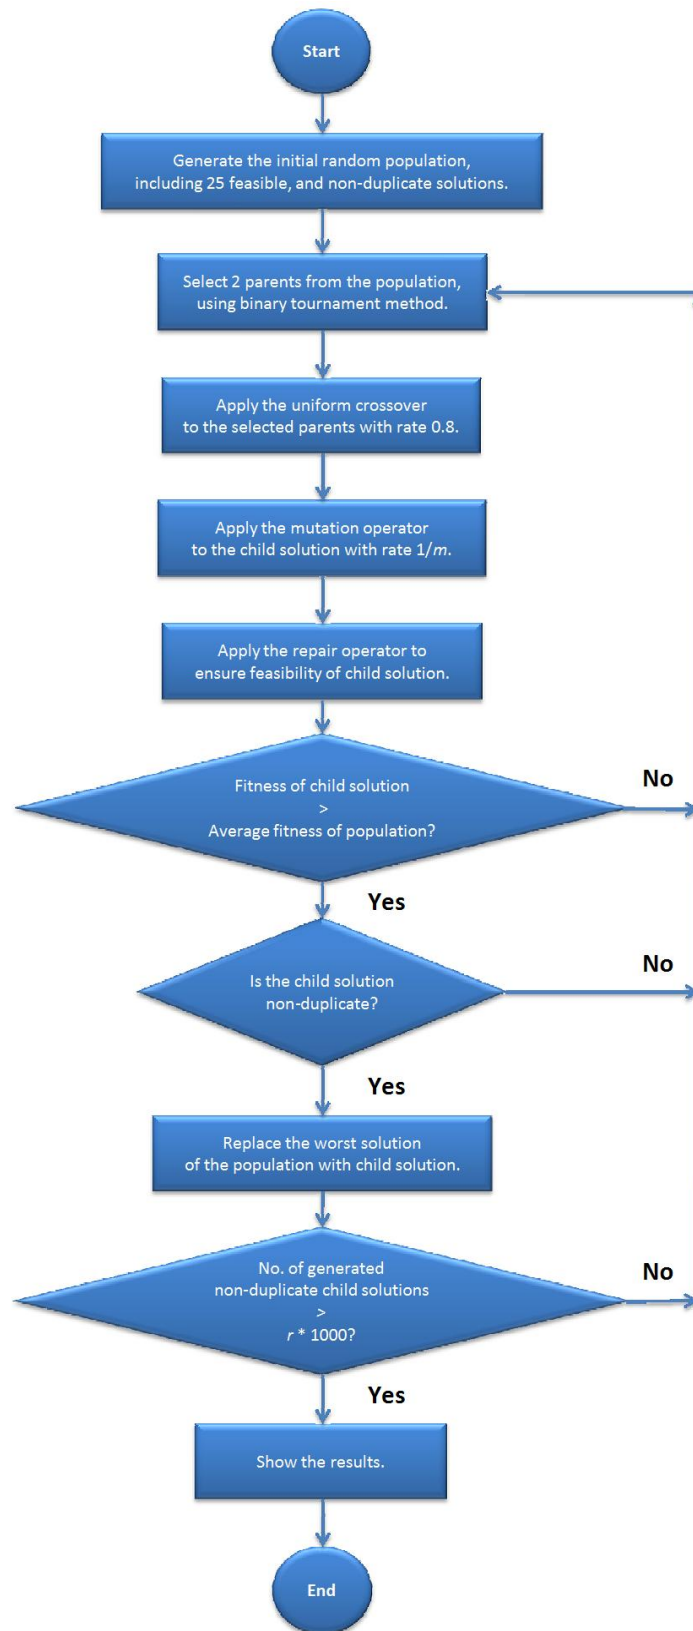 Start
Generate the initial random population,
including 25 feasible, and non-duplicate solutions.
Select 2 parents from the population,
using binary tournament method.
Apply the uniform crossover
to the selected parents with rate 0.8.
Apply the mutation operator
to the child solution with rate 1/m.
Apply the repair operator to
ensure feasibility of child solution.
Fitness of child solution
>
Average fitness of population?
No
Yes
Is the child solution
non-duplicate?
No
Yes
Replace the worst solution
of the population with child solution.
No. of generated
non-duplicate child solutions
>
r * 1000?
No
Yes
Show the results.
End